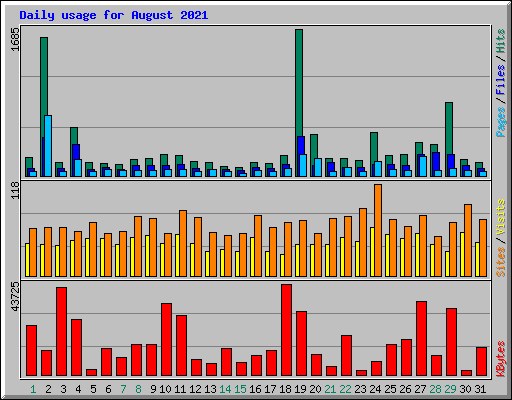 Daily usage for August 2021
1685
Pages / Files / Hits
118
Sites / Visits
43725
KBytes
1 2 3 4 5 6 7 8 9 10 11 12 13 14 15 16 17 18 19 20 21 22 23 24 25 26 27 28 29 30 31